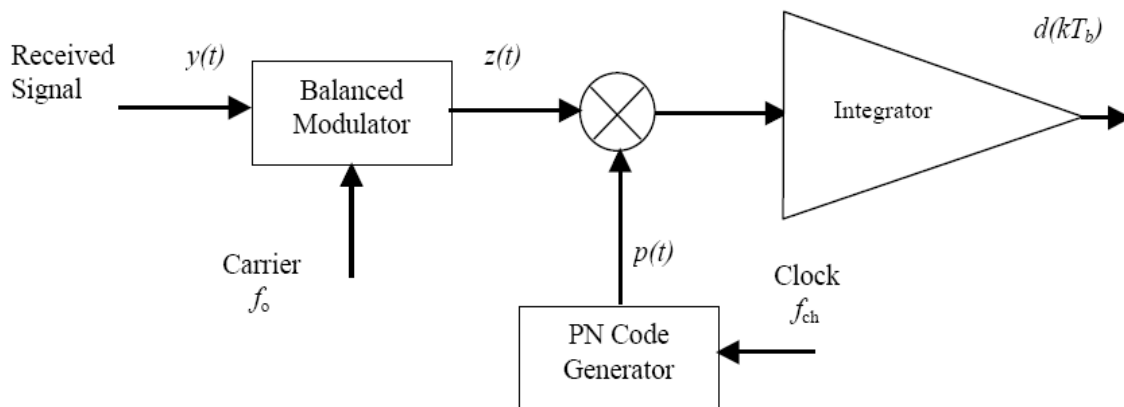 Received
Signal
y(t)
Balanced
Modulator
z(t)
Integrator
d(kT_b)
Carrier
f_o
p(t)
PN Code
Generator
Clock
f_ch